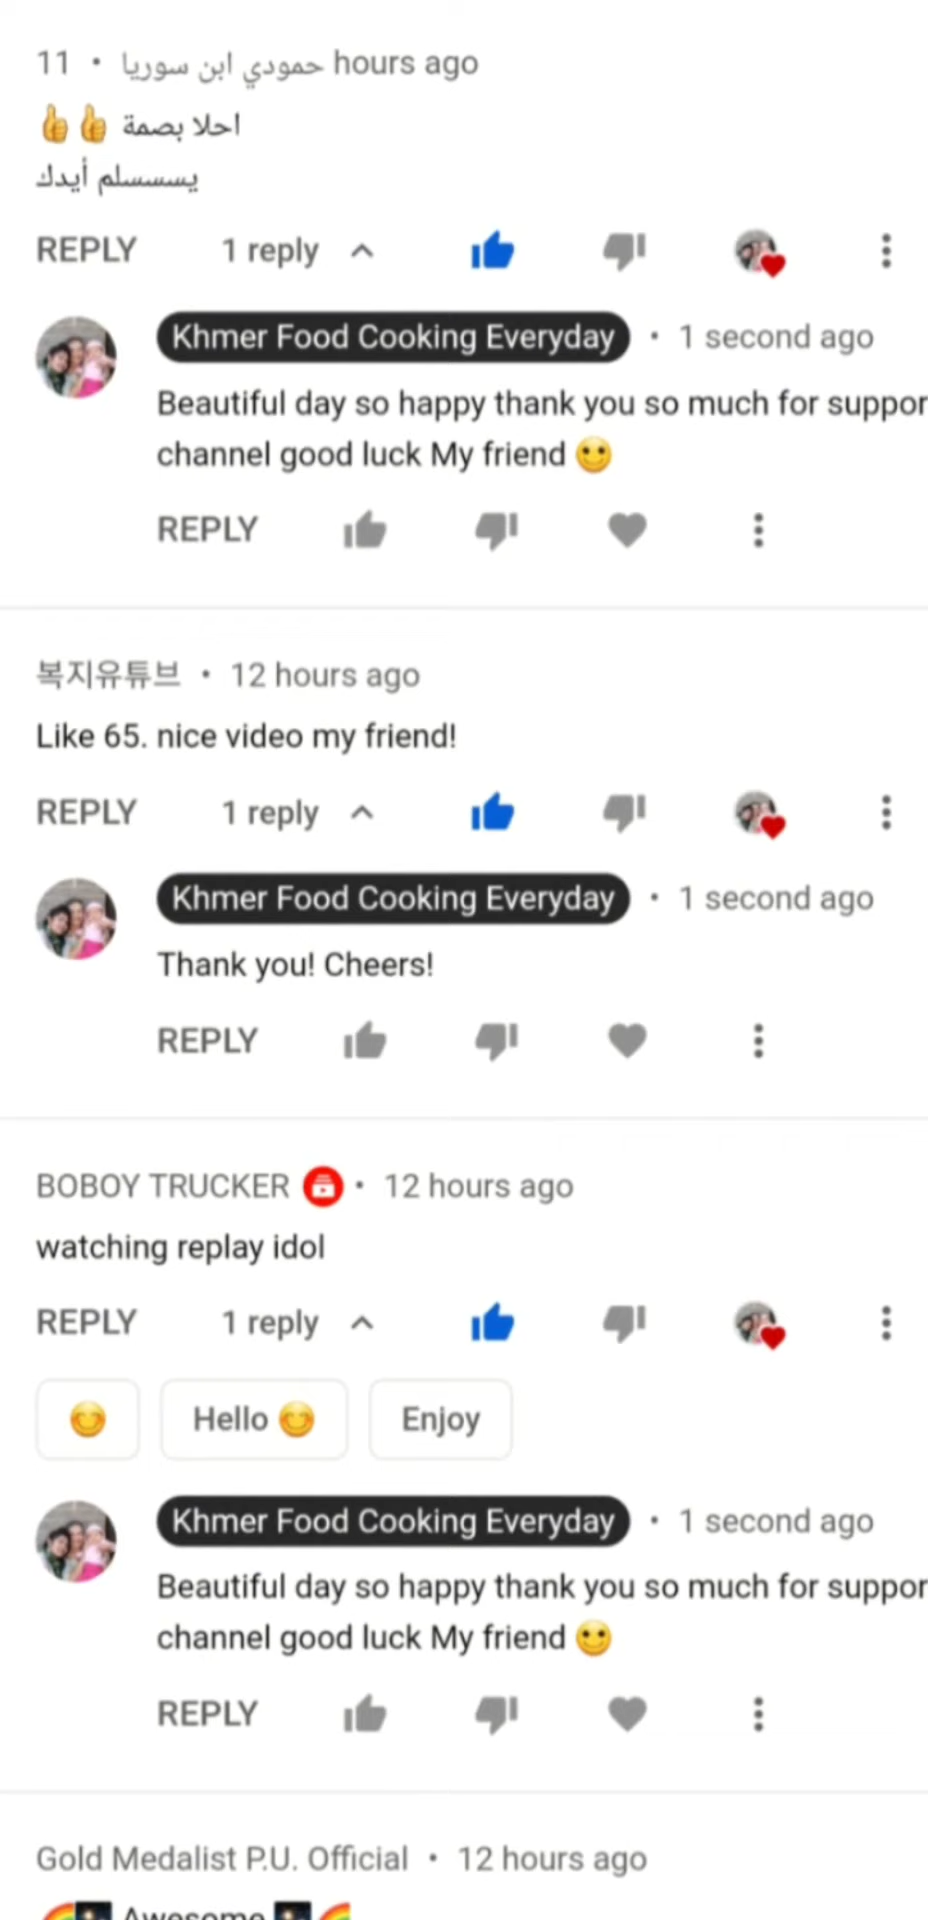 حمودي ابن سوريا • 11 hours ago
احلا بصمة 👍👍
يسسسلم أيدك
REPLY 1 reply
Khmer Food Cooking Everyday • 1 second ago
Beautiful day so happy thank you so much for suppor
channel good luck My friend 🙂
REPLY
복지유튜브 • 12 hours ago
Like 65. nice video my friend!
REPLY 1 reply
Khmer Food Cooking Everyday • 1 second ago
Thank you! Cheers!
REPLY
BOBOY TRUCKER • 12 hours ago
watching replay idol
REPLY 1 reply
😊 Hello 😊 Enjoy
Khmer Food Cooking Everyday • 1 second ago
Beautiful day so happy thank you so much for suppor
channel good luck My friend 🙂
REPLY
Gold Medalist P.U. Official • 12 hours ago
🌈🌃 Awesome 🌃🌈